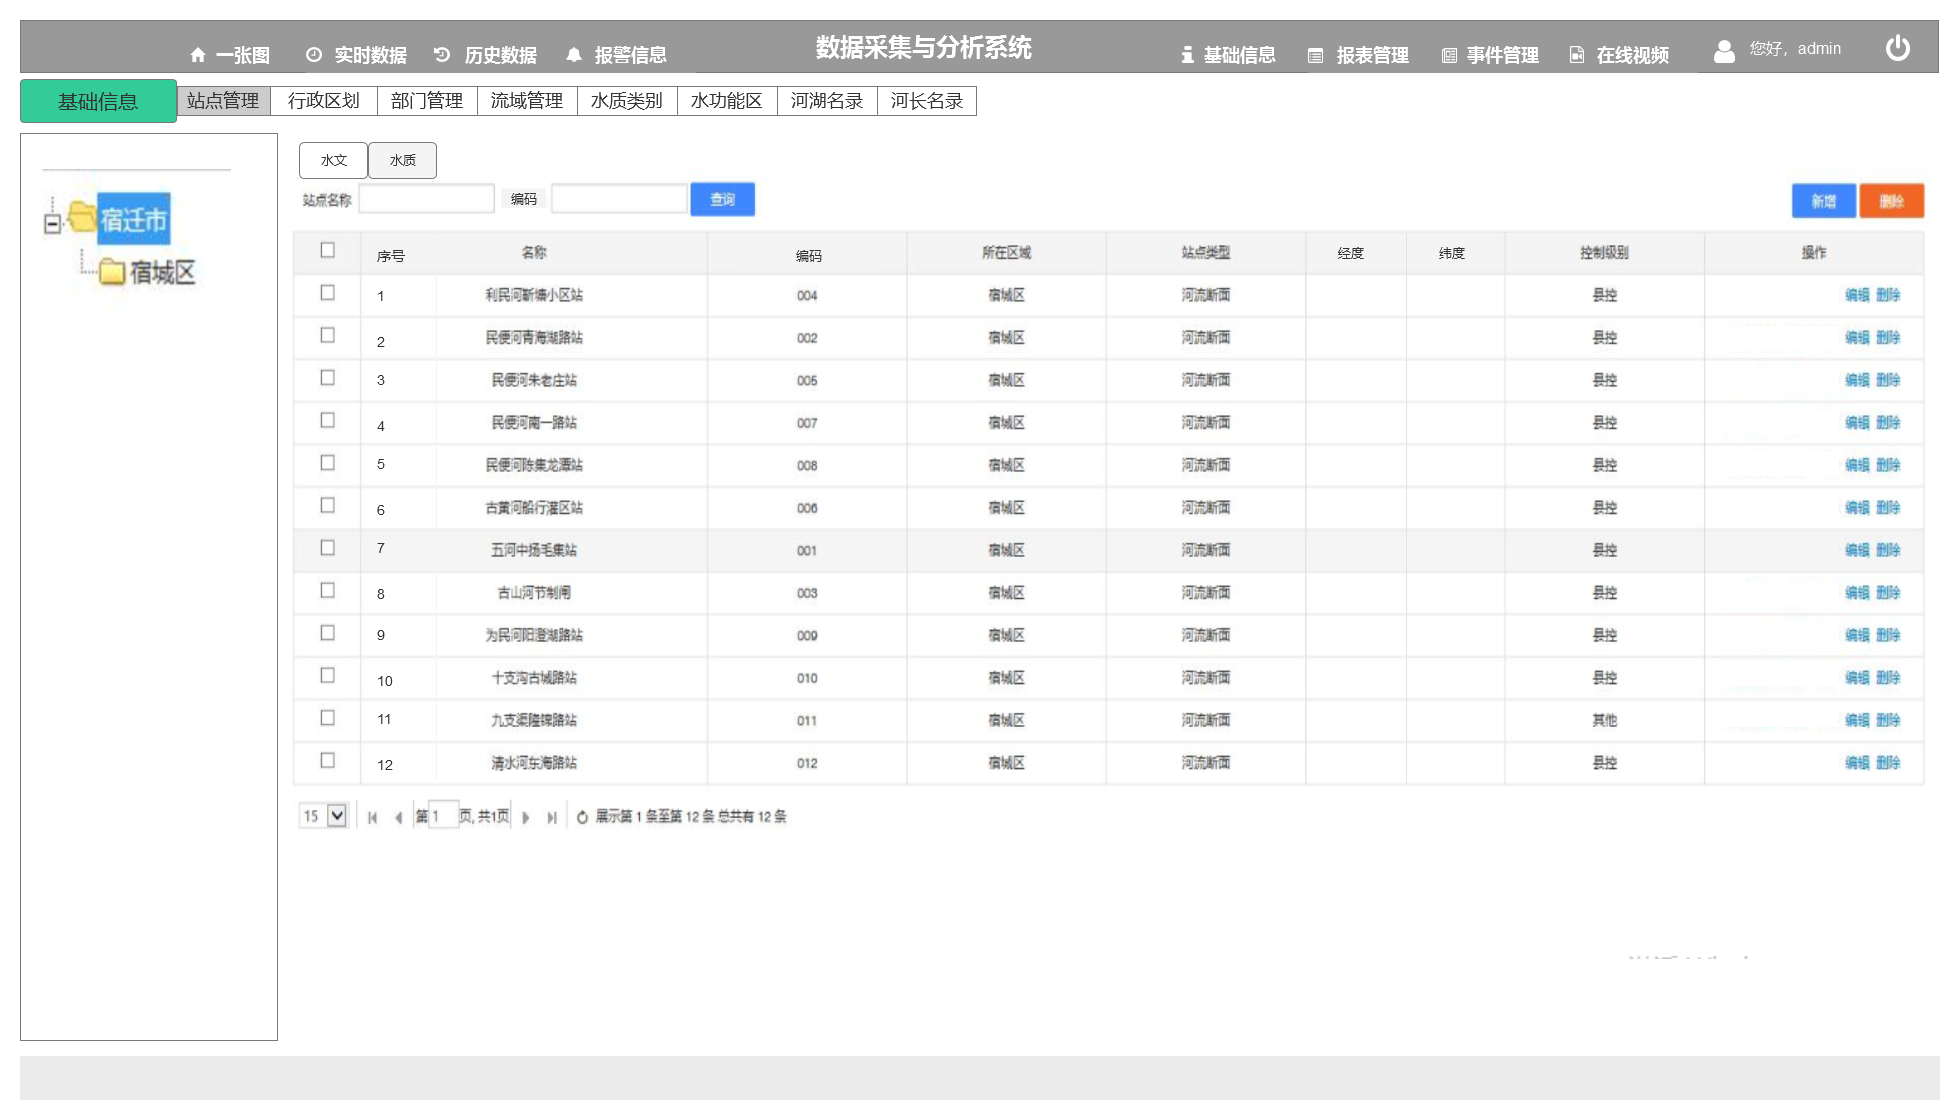 一张图 实时数据 历史数据 报警信息 数据采集与分析系统 基础信息 报表管理 事件管理 在线视频 您好，admin
基础信息 站点管理 行政区划 部门管理 流域管理 水质类别 水功能区 河湖名录 河长名录
宿迁市
宿城区
水文 水质
站点名称 编码 查询 新增 删除
序号 名称 编码 所在区域 站点类型 经度 纬度 控制级别 操作
1 利民河靳塘小区站 004 宿城区 河流断面 县控 编辑 删除
2 民便河青海湖路站 002 宿城区 河流断面 县控 编辑 删除
3 民便河朱老庄站 005 宿城区 河流断面 县控 编辑 删除
4 民便河南一路站 007 宿城区 河流断面 县控 编辑 删除
5 民便河陈集龙潭站 008 宿城区 河流断面 县控 编辑 删除
6 古黄河船行灌区站 006 宿城区 河流断面 县控 编辑 删除
7 五河中扬毛集站 001 宿城区 河流断面 县控 编辑 删除
8 古山河节制闸 003 宿城区 河流断面 县控 编辑 删除
9 为民河阳澄湖路站 009 宿城区 河流断面 县控 编辑 删除
10 十支沟古城路站 010 宿城区 河流断面 县控 编辑 删除
11 九支渠隆锦路站 011 宿城区 河流断面 其他 编辑 删除
12 清水河东海路站 012 宿城区 河流断面 县控 编辑 删除
15 第 1 页, 共1页 展示第 1 条至第 12 条 总共有 12 条